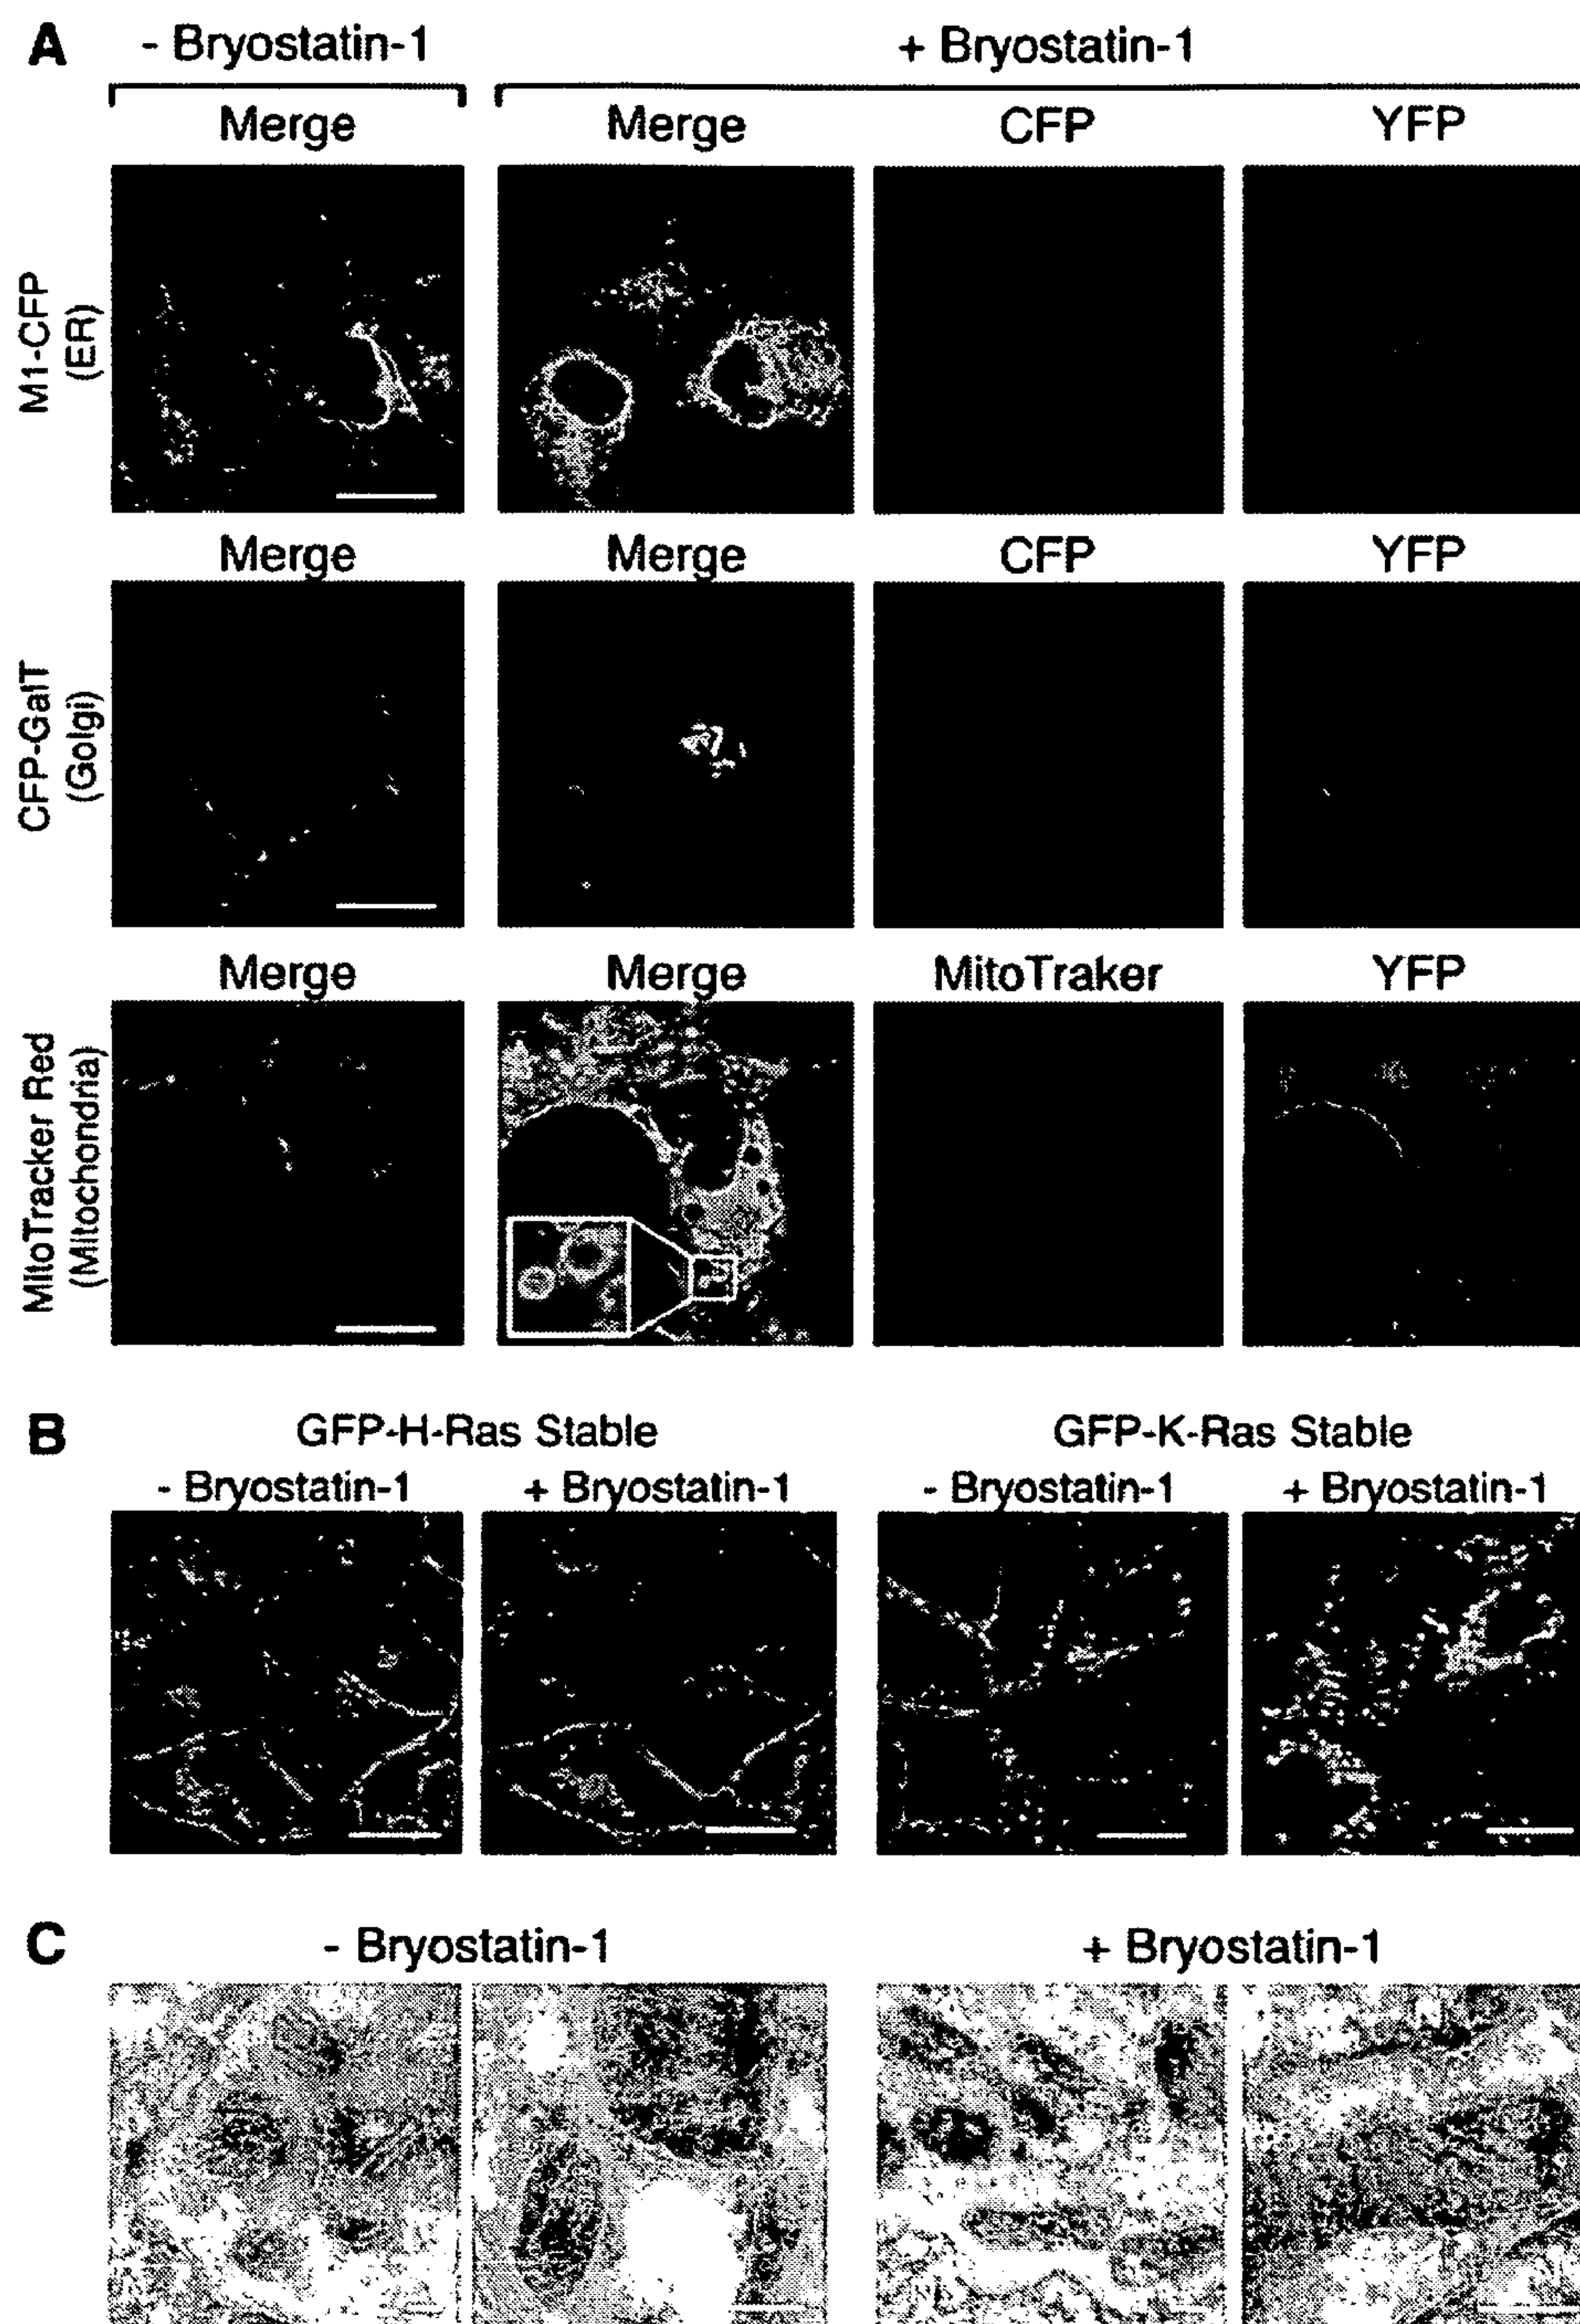 A
- Bryostatin-1
+ Bryostatin-1
Merge
Merge
CFP
YFP
M1-CFP
(ER)
Merge
Merge
CFP
YFP
CFP-GalT
(Golgi)
Merge
Merge
MitoTraker
YFP
MitoTracker Red
(Mitochondria)
B
GFP-H-Ras Stable
GFP-K-Ras Stable
- Bryostatin-1
+ Bryostatin-1
- Bryostatin-1
+ Bryostatin-1
C
- Bryostatin-1
+ Bryostatin-1